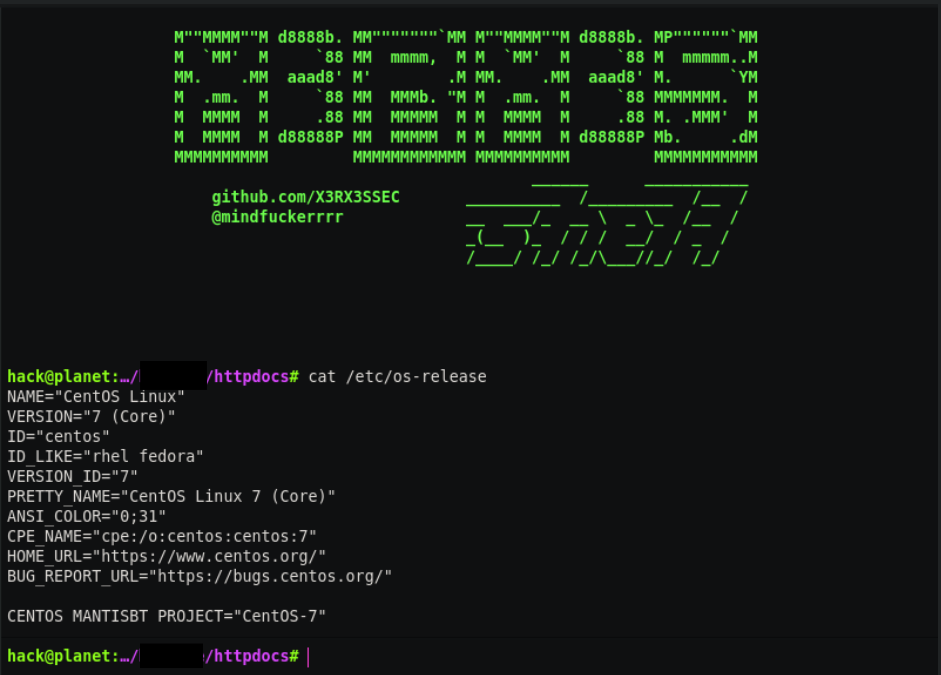 M""MMMM""M d8888b. MM"""""""`MM M""MMMM""M d8888b. MP""""""`MM
M  `MM'  M     `88 MM  mmmm,  M M  `MM'  M     `88 M  mmmmm..M
MM.    .MM  aaad8' M'        .M MM.    .MM  aaad8' M.      `YM
M  .mm.  M     `88 MM  MMMb. "M M  .mm.  M     `88 MMMMMMM.  M
M  MMMM  M     .88 MM  MMMMM  M M  MMMM  M     .88 M. .MMM'  M
M  MMMM  M d88888P MM  MMMMM  M M  MMMM  M d88888P Mb.     .dM
MMMMMMMMMM         MMMMMMMMMMMM MMMMMMMMMM         MMMMMMMMMMM
github.com/X3RX3SSEC
@mindfuckerrrr
Shell
hack@planet:…/ /httpdocs# cat /etc/os-release
NAME="CentOS Linux"
VERSION="7 (Core)"
ID="centos"
ID_LIKE="rhel fedora"
VERSION_ID="7"
PRETTY_NAME="CentOS Linux 7 (Core)"
ANSI_COLOR="0;31"
CPE_NAME="cpe:/o:centos:centos:7"
HOME_URL="https://www.centos.org/"
BUG_REPORT_URL="https://bugs.centos.org/"
CENTOS MANTISBT PROJECT="CentOS-7"
hack@planet:…/ /httpdocs#